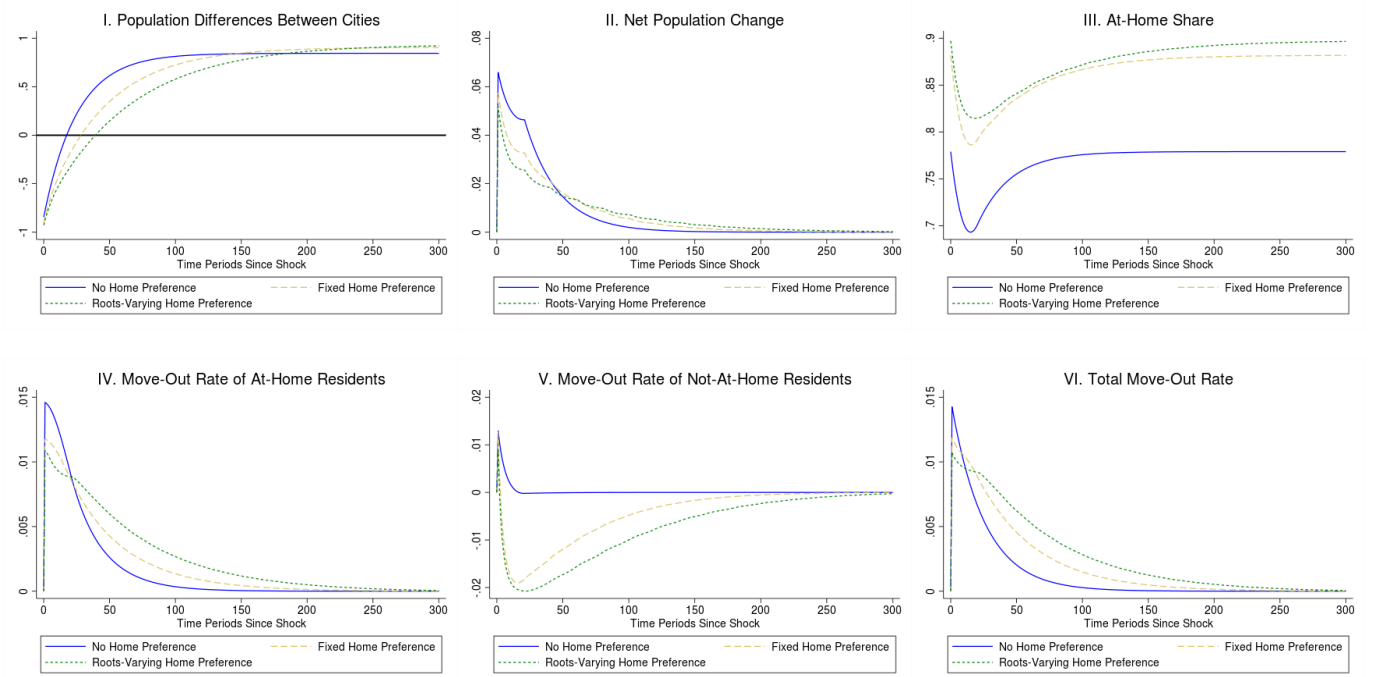 I. Population Differences Between Cities
1
.5
0
-.5
-1
0 50 100 150 200 250 300
Time Periods Since Shock
No Home Preference Fixed Home Preference
Roots-Varying Home Preference
II. Net Population Change
.08
.06
.04
.02
0
0 50 100 150 200 250 300
Time Periods Since Shock
No Home Preference Fixed Home Preference
Roots-Varying Home Preference
III. At-Home Share
.9
.85
.8
.75
.7
0 50 100 150 200 250 300
Time Periods Since Shock
No Home Preference Fixed Home Preference
Roots-Varying Home Preference
IV. Move-Out Rate of At-Home Residents
.015
.01
.005
0
0 50 100 150 200 250 300
Time Periods Since Shock
No Home Preference Fixed Home Preference
Roots-Varying Home Preference
V. Move-Out Rate of Not-At-Home Residents
.02
.01
0
-.01
-.02
0 50 100 150 200 250 300
Time Periods Since Shock
No Home Preference Fixed Home Preference
Roots-Varying Home Preference
VI. Total Move-Out Rate
.015
.01
.005
0
0 50 100 150 200 250 300
Time Periods Since Shock
No Home Preference Fixed Home Preference
Roots-Varying Home Preference